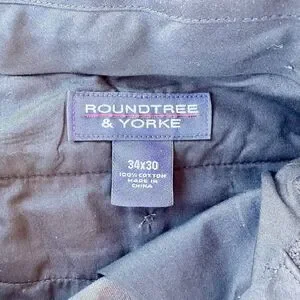 ROUNDTREE
& YORKE
34x30
100% COTTON
MADE IN
CHINA